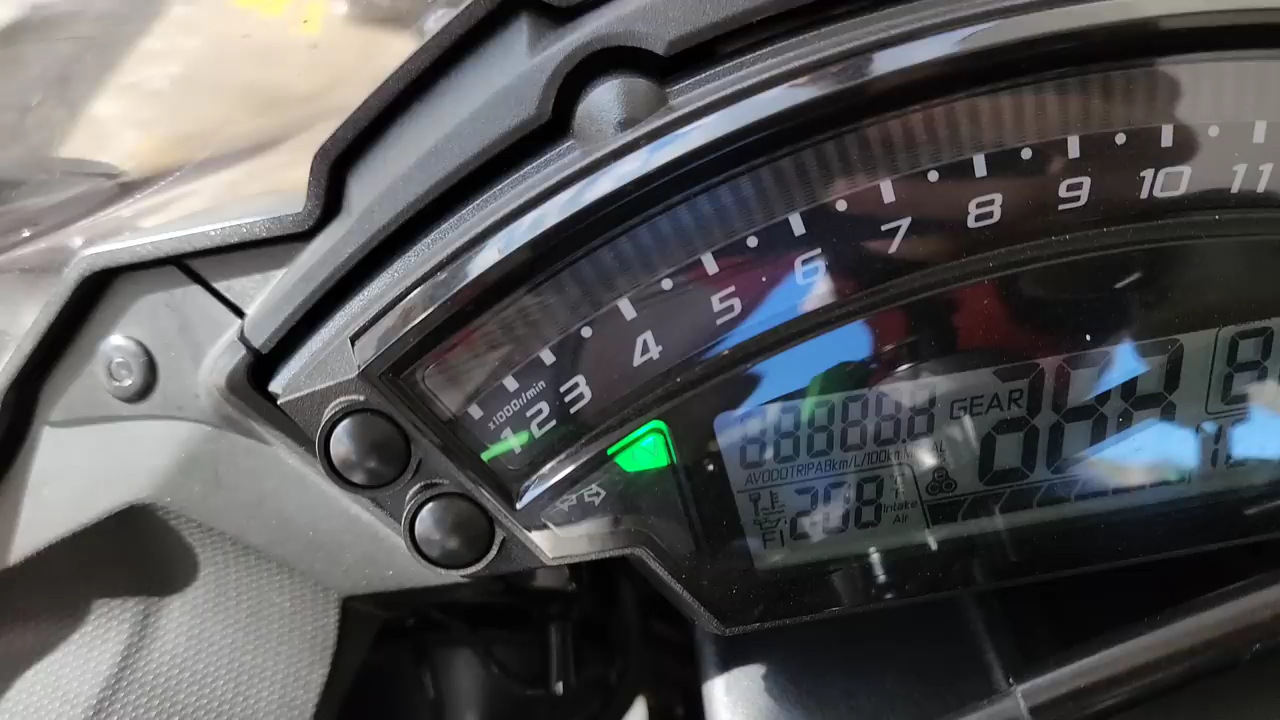 x1000r/min
1 2 3 4 5 6 7 8 9 10 11
N
888888 GEAR
AVODOTRIPABkm/L/100km
FI 208 Intake
Air